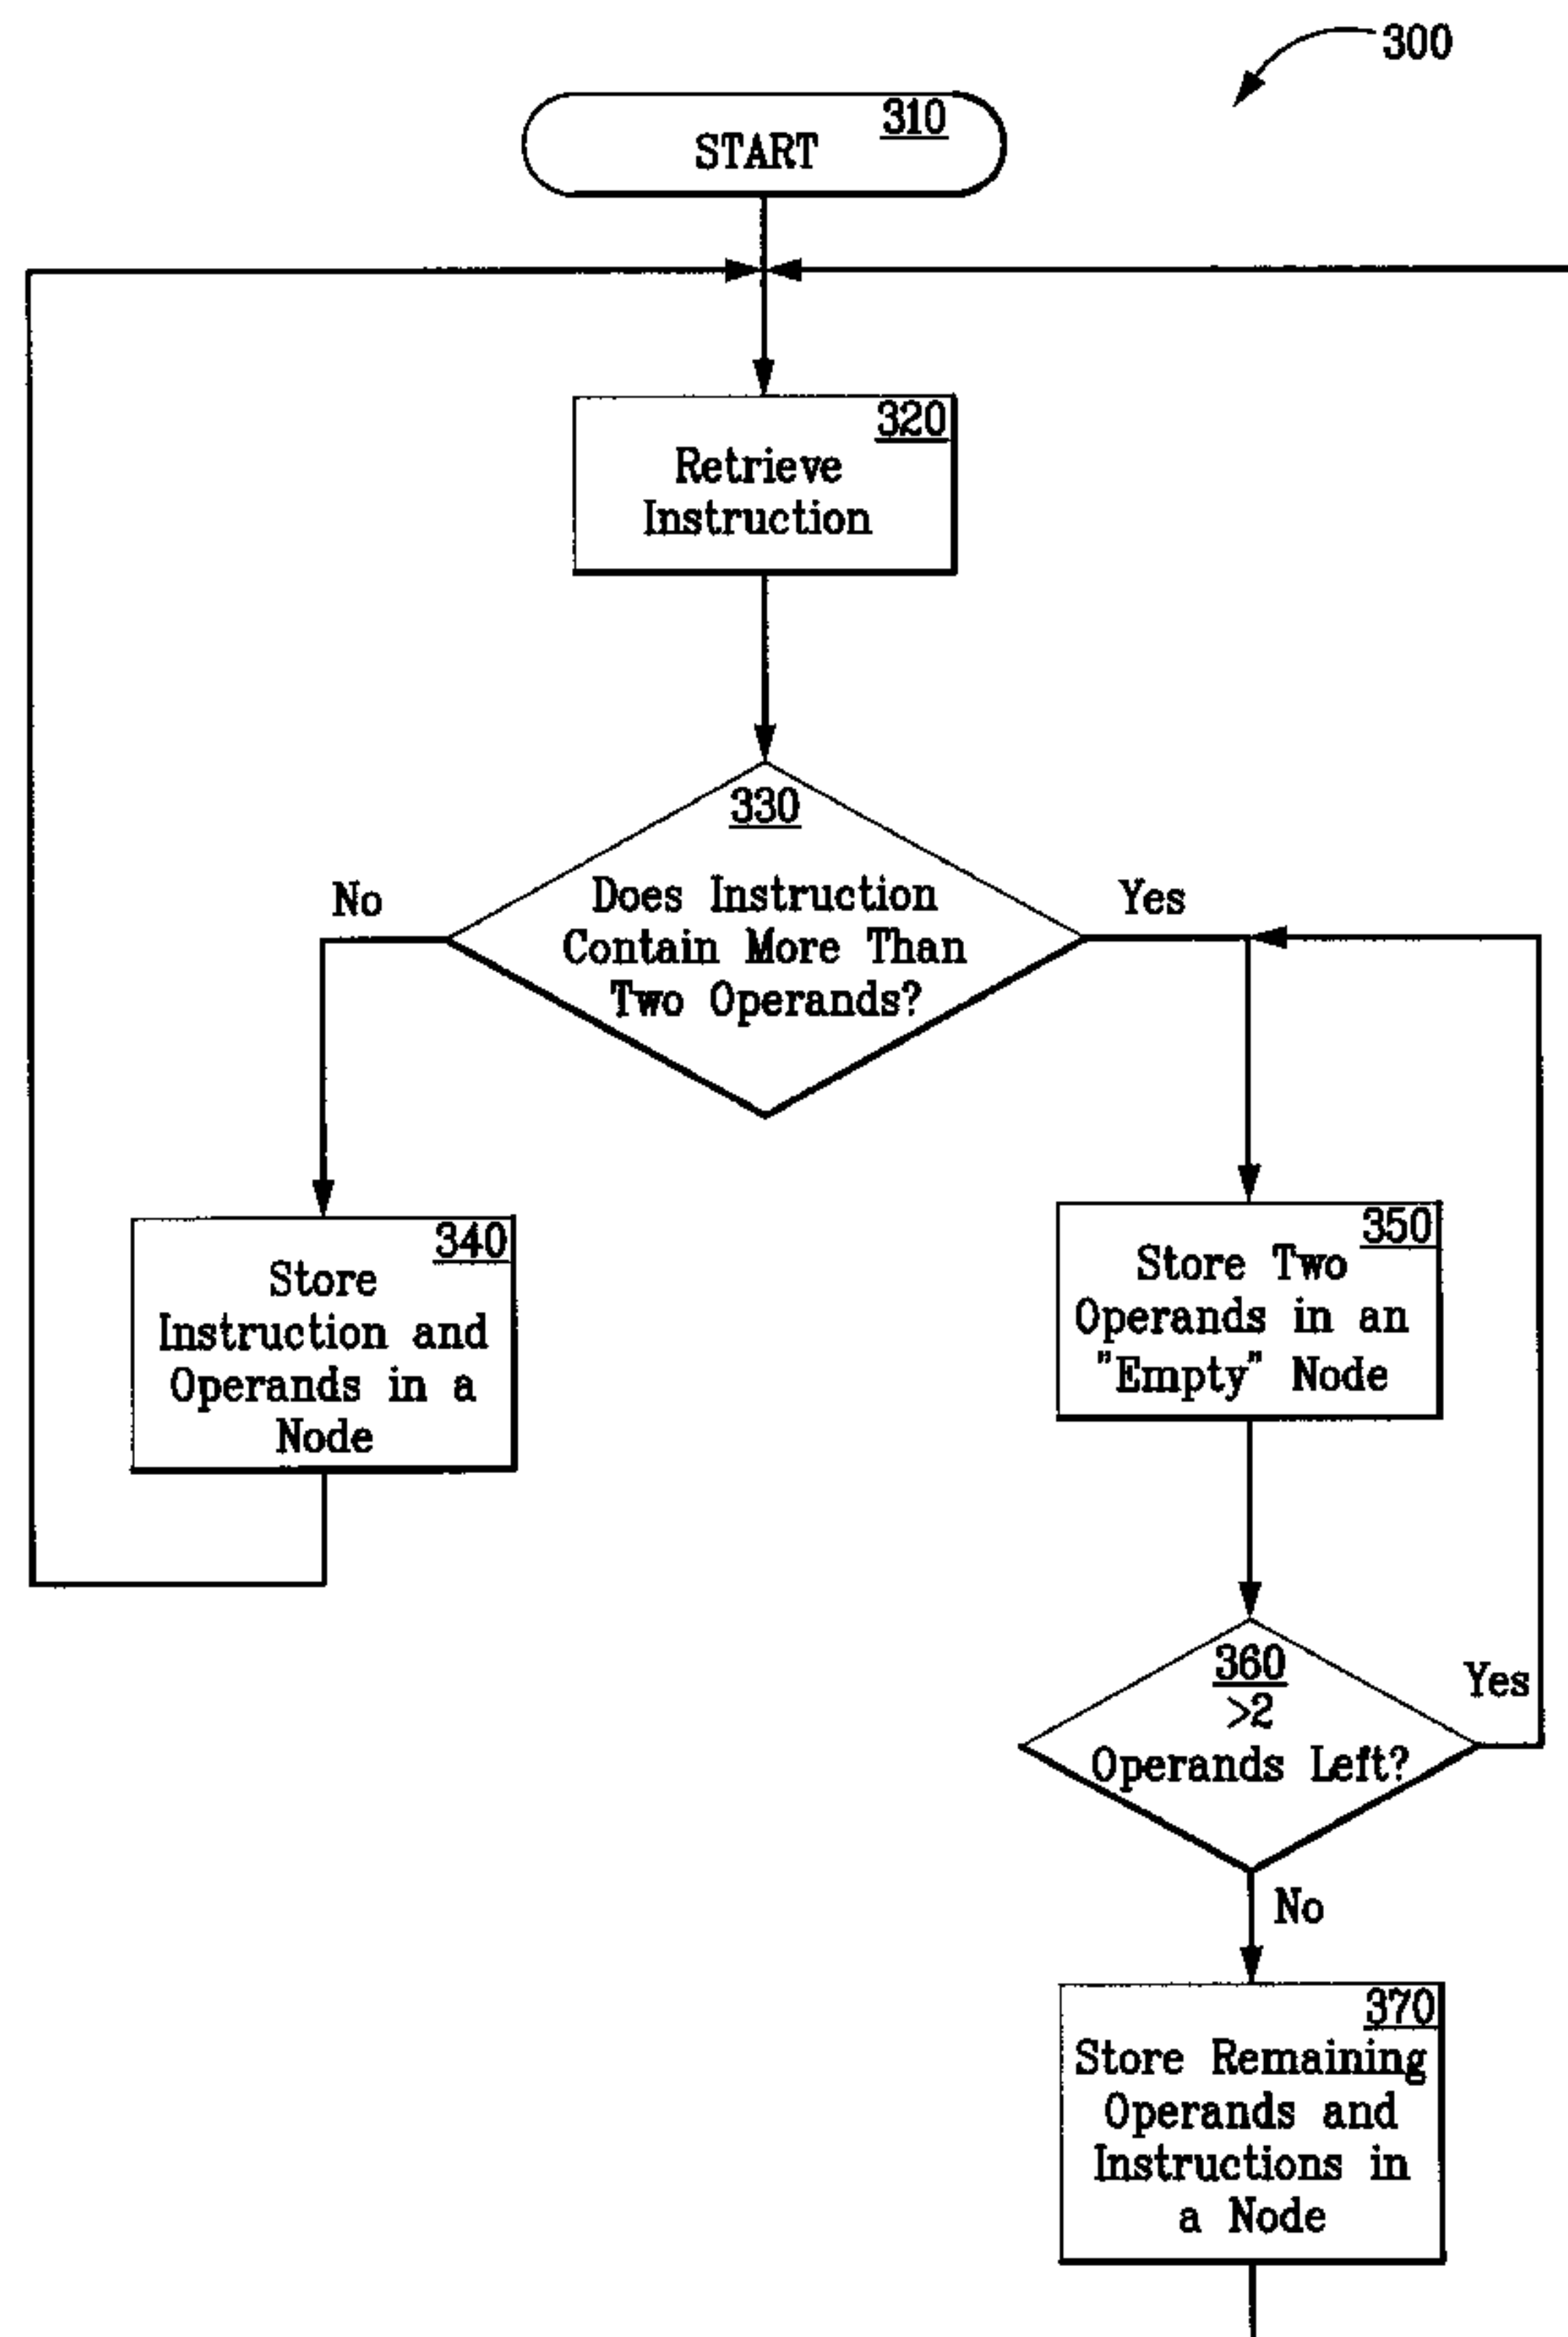 300
310
START
320
Retrieve
Instruction
330
Does Instruction
Contain More Than
Two Operands?
No
Yes
340
Store
Instruction and
Operands in a
Node
350
Store Two
Operands in an
"Empty" Node
360
>2
Operands Left?
Yes
No
370
Store Remaining
Operands and
Instructions in
a Node